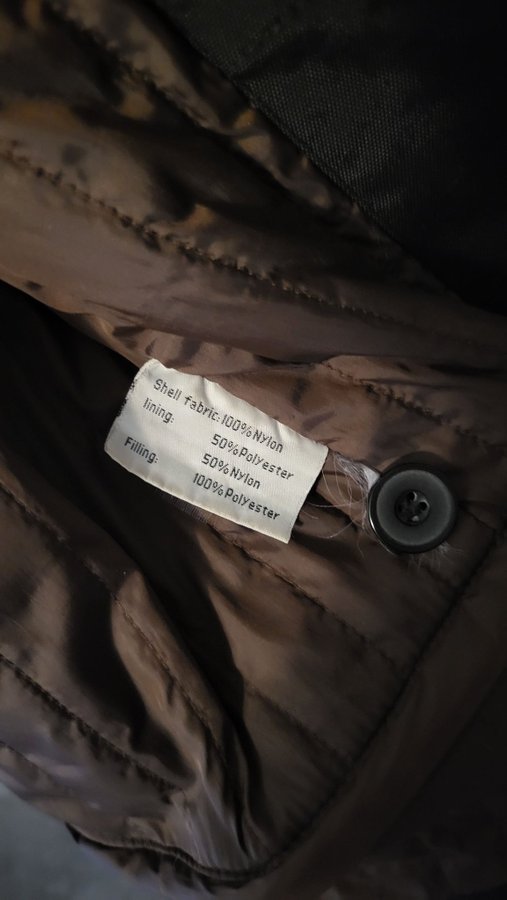 Shell fabric:100%Nylon
lining: 50%Polyester
50%Nylon
Filling: 100%Polyester